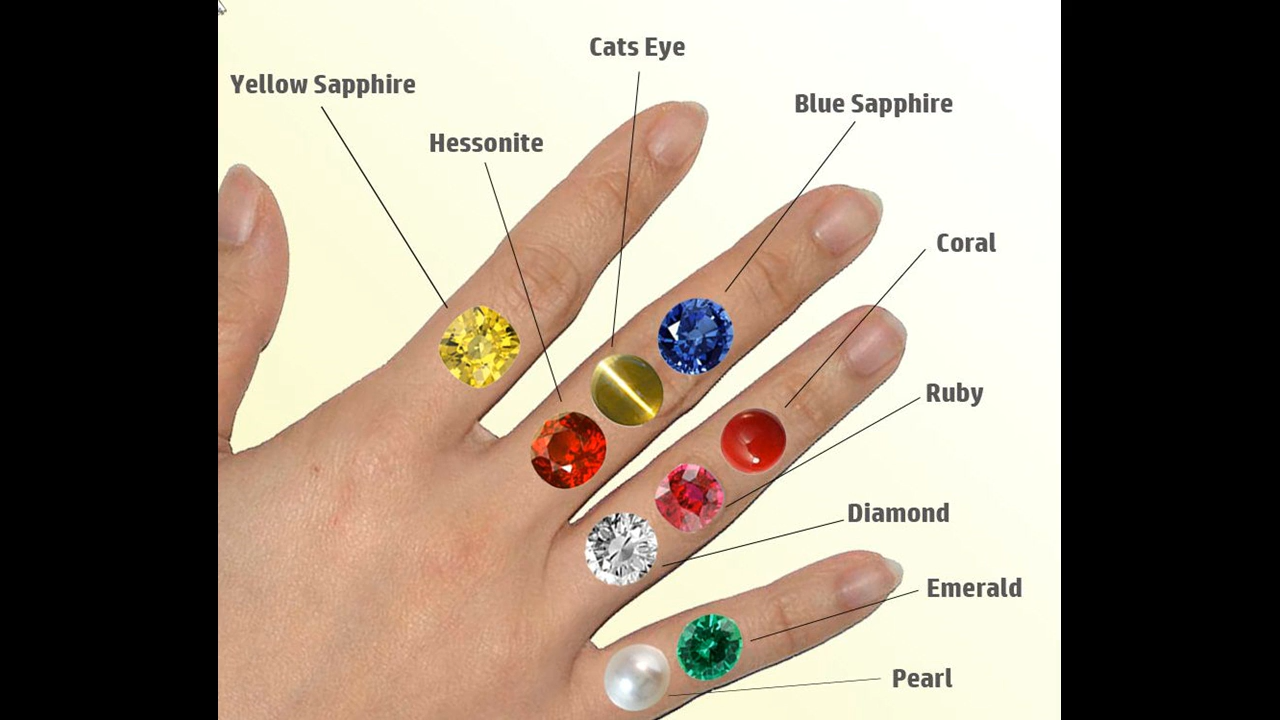 Cats Eye
Yellow Sapphire
Blue Sapphire
Hessonite
Coral
Ruby
Diamond
Emerald
Pearl